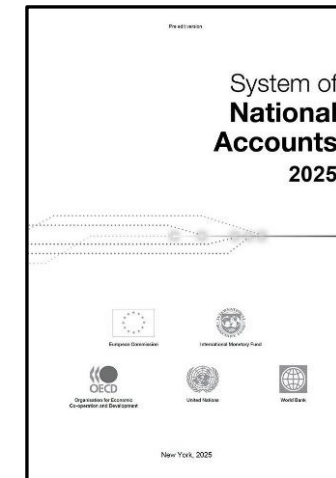 Pre edit version
System of
National
Accounts
2025
European Commission
International Monetary Fund
OECD
Organisation for Economic
Co-operation and Development
United Nations
World Bank
New York, 2025